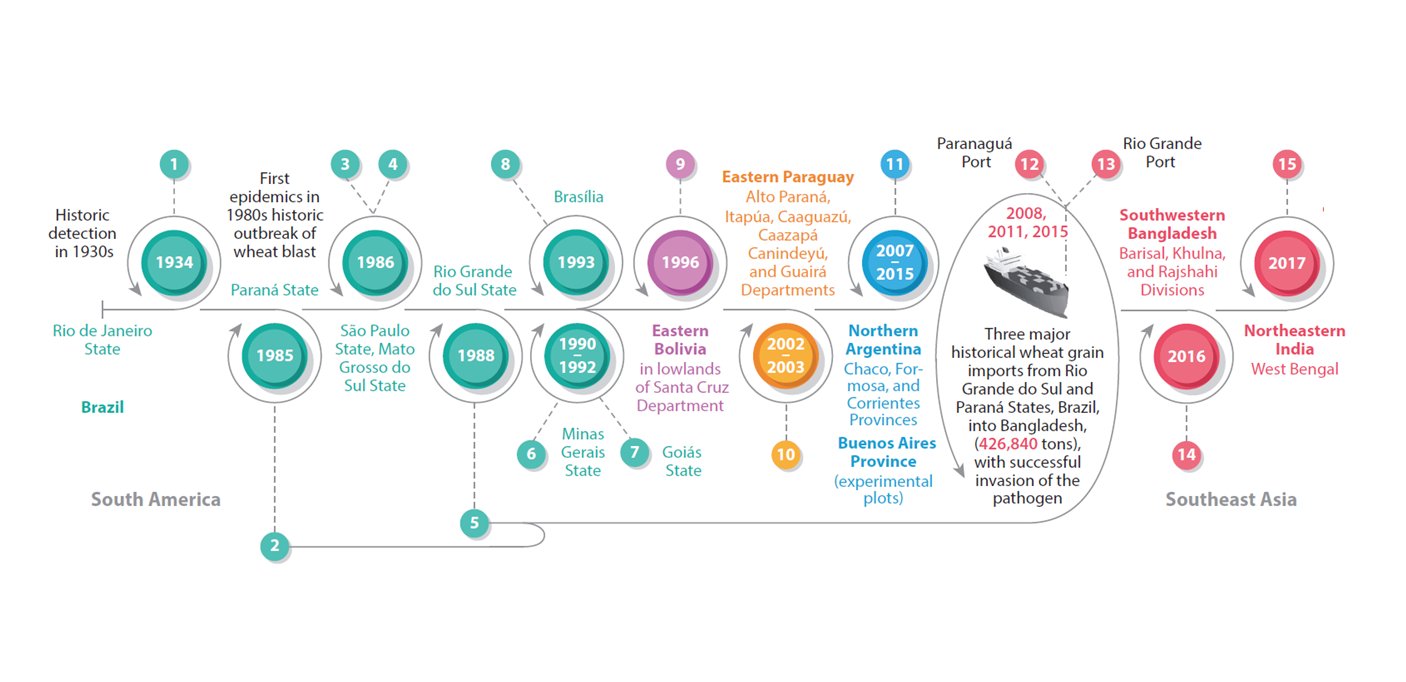 1
Historic
detection
in 1930s
1934
Rio de Janeiro
State
Brazil
First
epidemics in
1980s historic
outbreak of
wheat blast
Paraná State
1985
2
3
4
1986
São Paulo
State, Mato
Grosso do
Sul State
Rio Grande
do Sul State
1988
5
8
Brasília
1993
1990
–
1992
6
Minas
Gerais
State
7
Goiás
State
9
1996
Eastern
Bolivia
in lowlands
of Santa Cruz
Department
Eastern Paraguay
Alto Paraná,
Itapúa, Caaguazú,
Caazapá
Canindeyú,
and Guairá
Departments
2002
–
2003
10
11
2007
–
2015
Northern
Argentina
Chaco, For-
mosa, and
Corrientes
Provinces
Buenos Aires
Province
(experimental
plots)
Paranaguá
Port
12
13
Rio Grande
Port
2008,
2011, 2015
Three major
historical wheat grain
imports from Rio
Grande do Sul and
Paraná States, Brazil,
into Bangladesh,
(426,840 tons),
with successful
invasion of the
pathogen
Southwestern
Bangladesh
Barisal, Khulna,
and Rajshahi
Divisions
2016
14
15
2017
Northeastern
India
West Bengal
South America
Southeast Asia